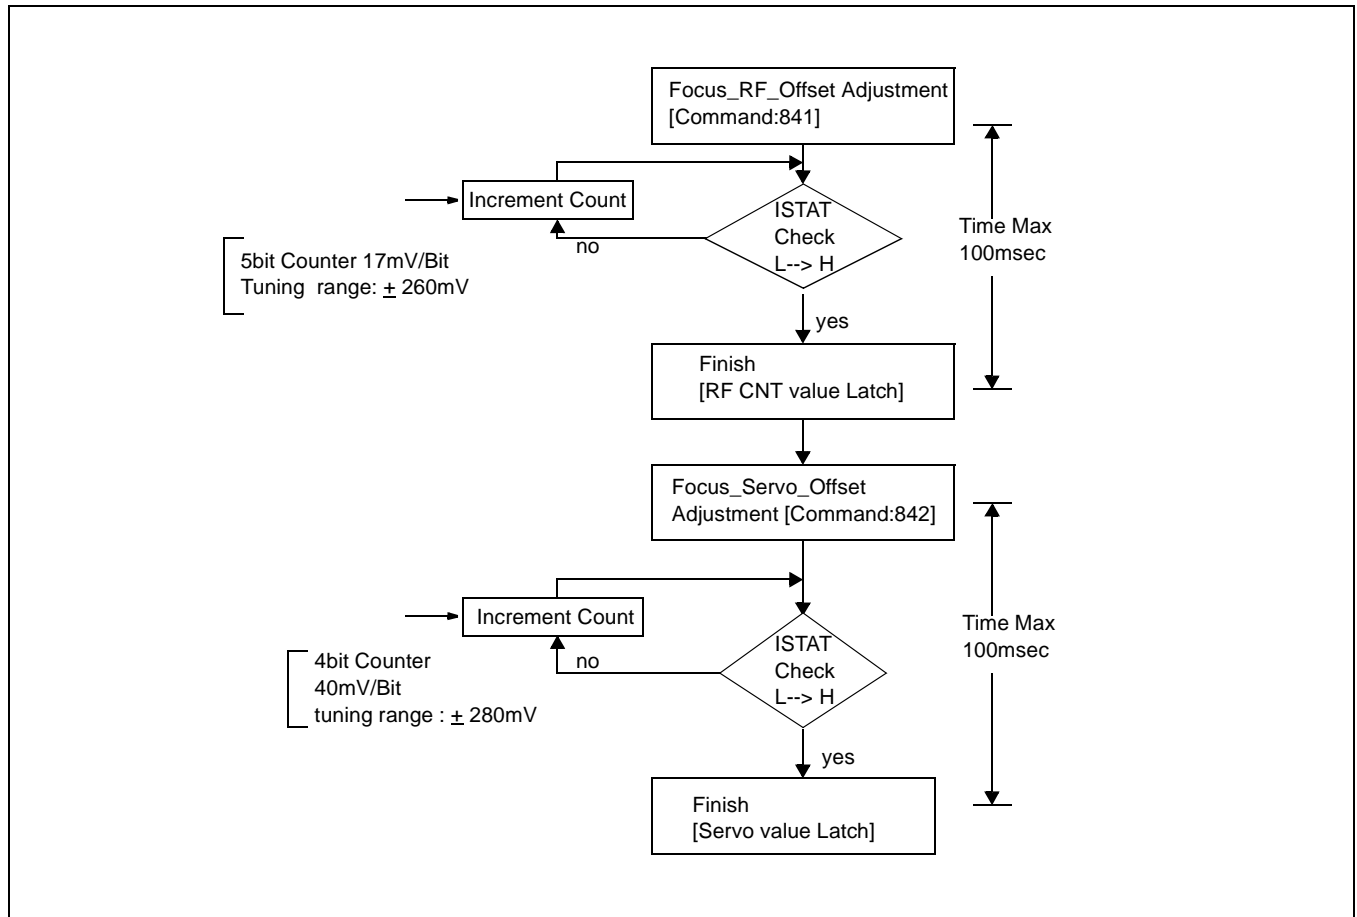 Focus_RF_Offset Adjustment
[Command:841]
Increment Count
ISTAT
Check
L--> H
no
Time Max
100msec
5bit Counter 17mV/Bit
Tuning range: ± 260mV
yes
Finish
[RF CNT value Latch]
Focus_Servo_Offset
Adjustment [Command:842]
Increment Count
ISTAT
Check
L--> H
no
Time Max
100msec
4bit Counter
40mV/Bit
tuning range : ± 280mV
yes
Finish
[Servo value Latch]